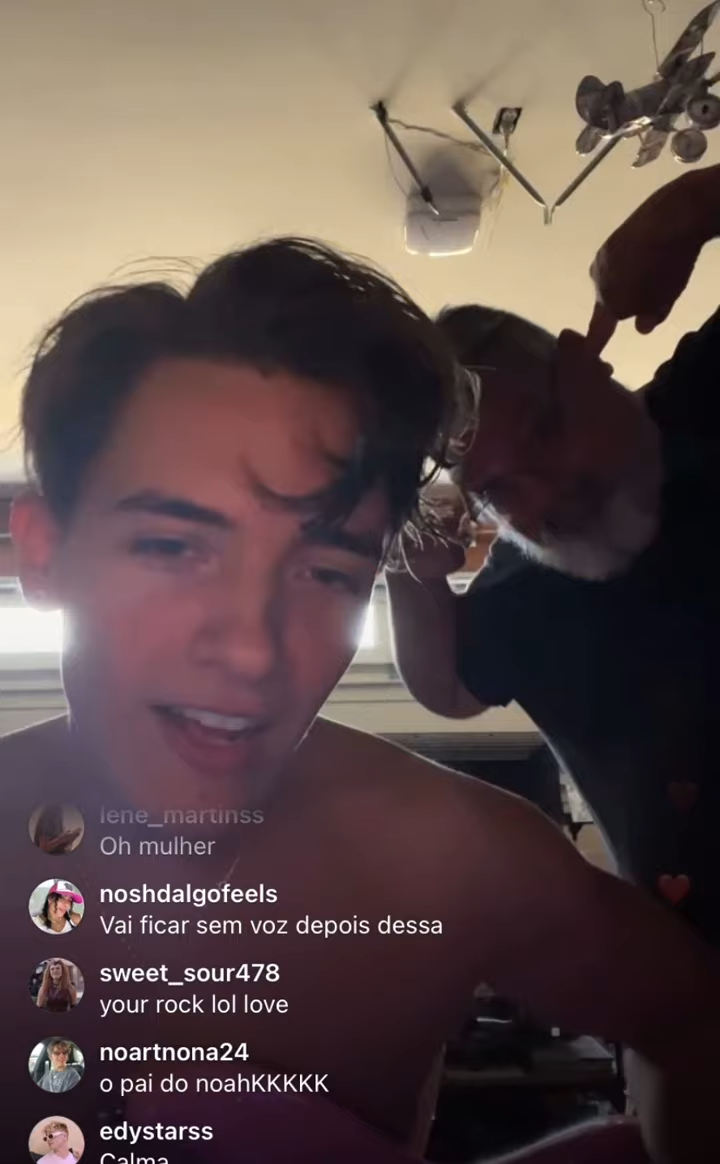 lene_martinss
Oh mulher
noshdalgofeels
Vai ficar sem voz depois dessa
sweet_sour478
your rock lol love
noartnona24
o pai do noahKKKKK
edystarss
Calma